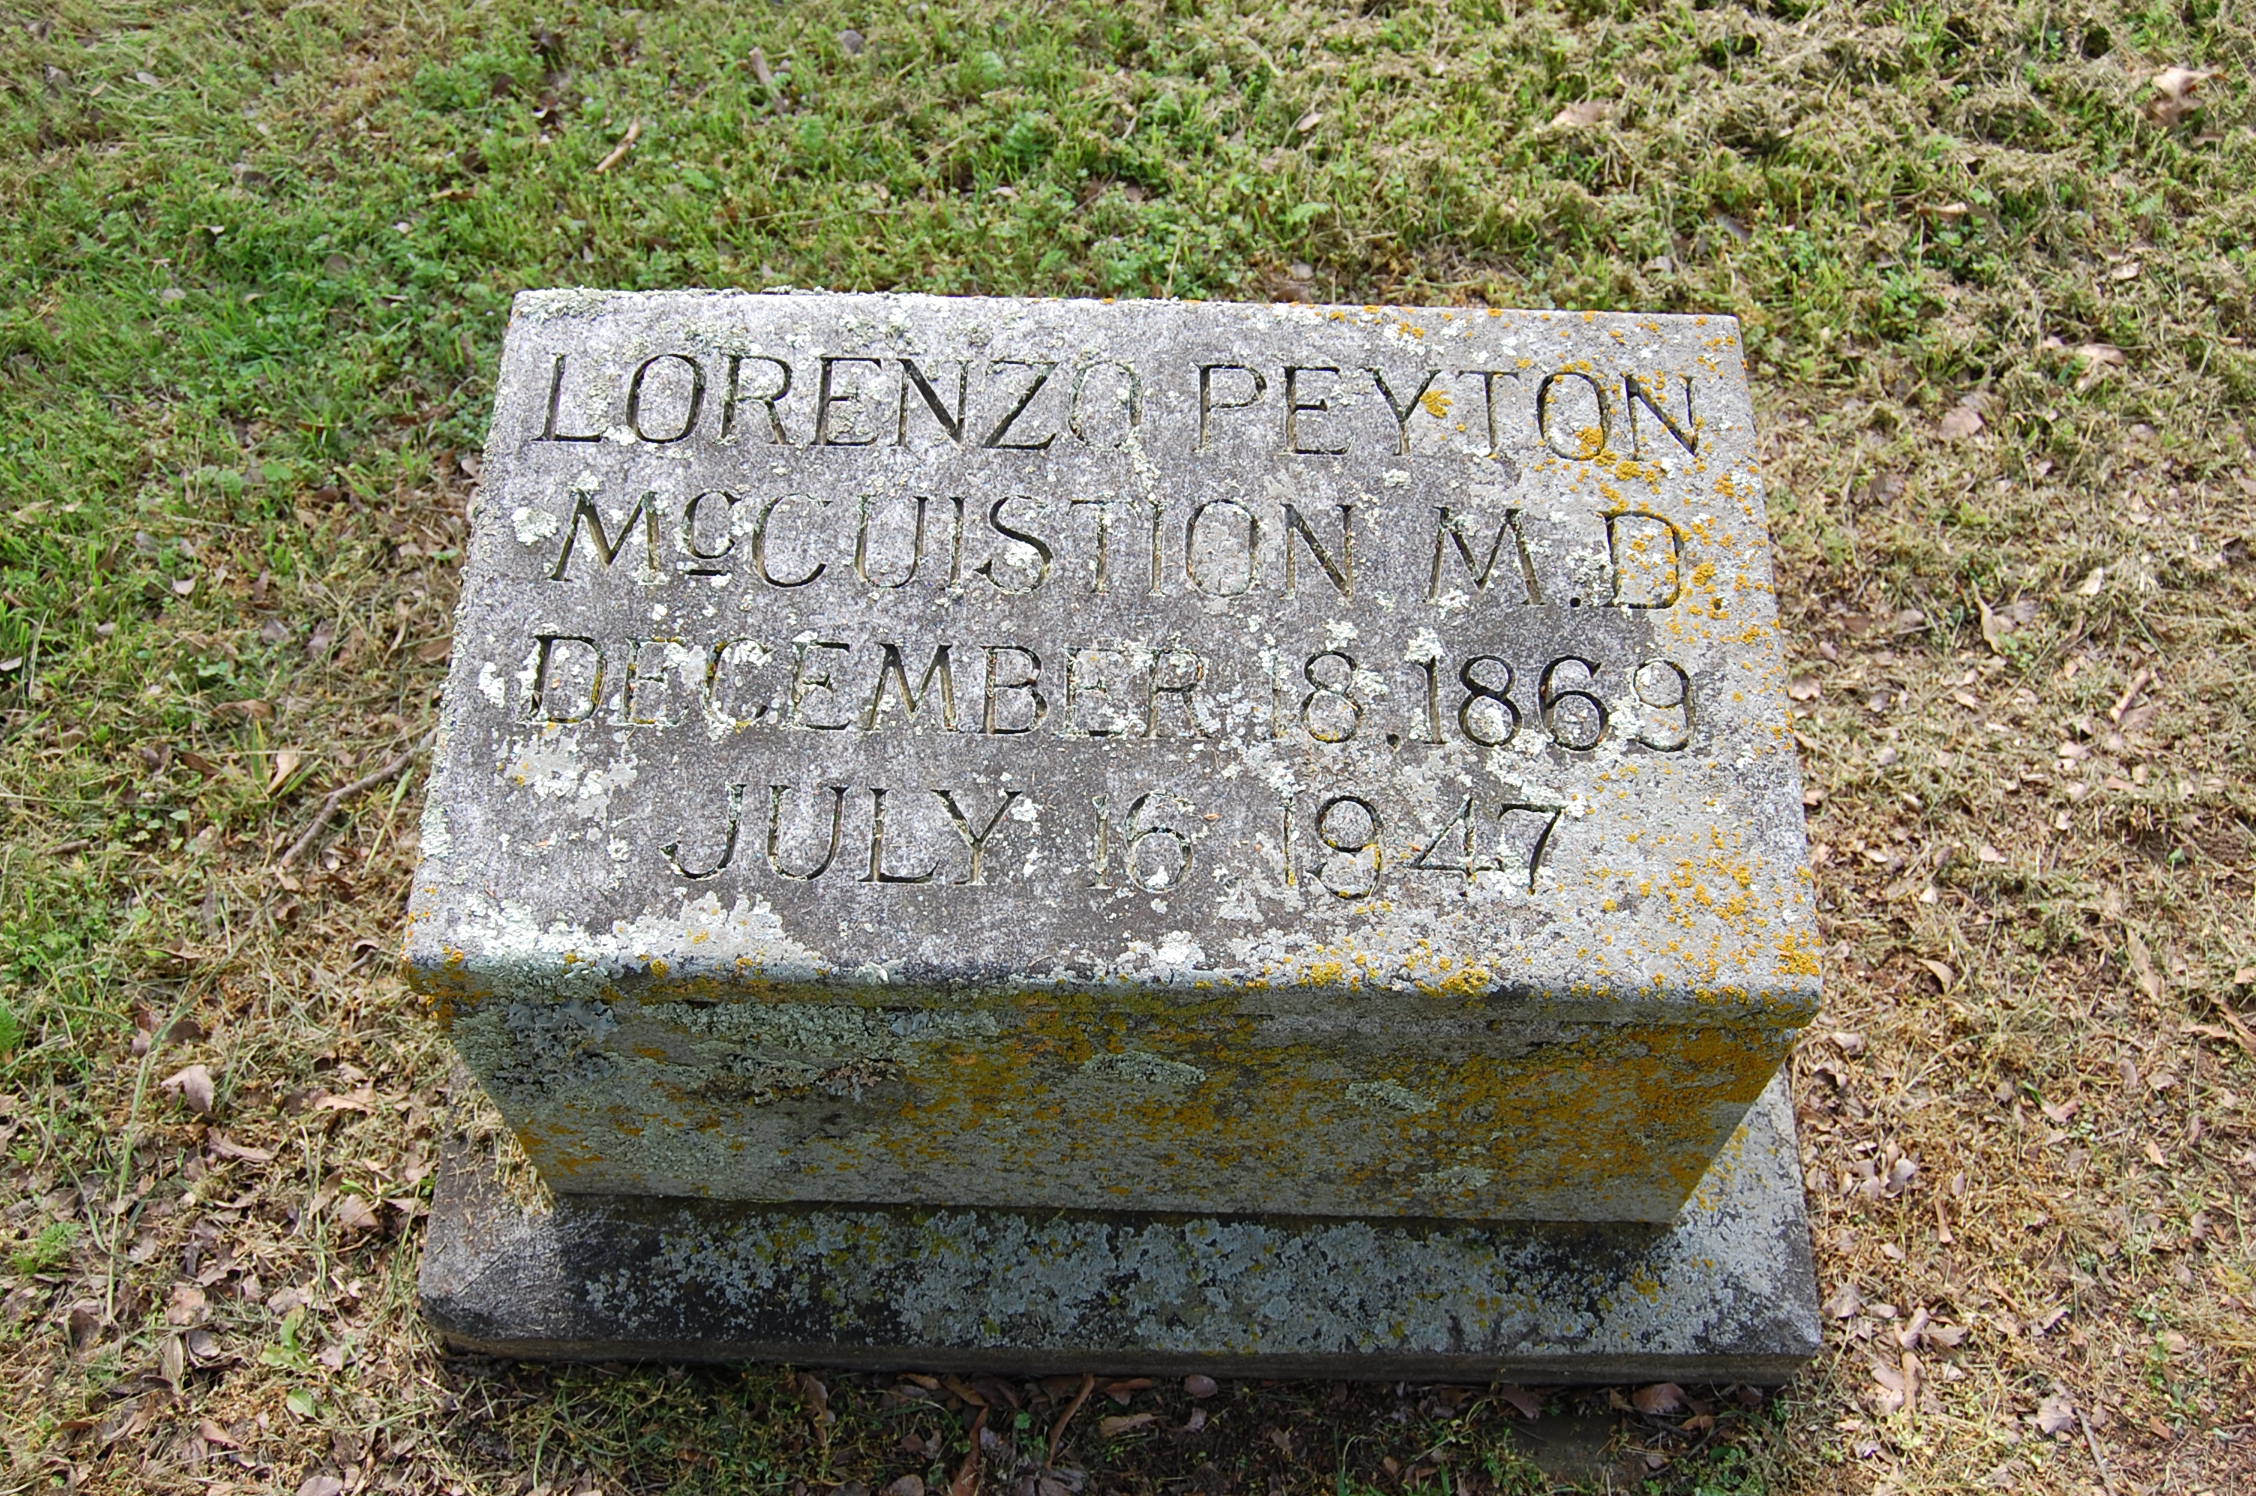 LORENZO PEYTON
McCUISTION M.D
DECEMBER 18, 1869
JULY 16, 1947